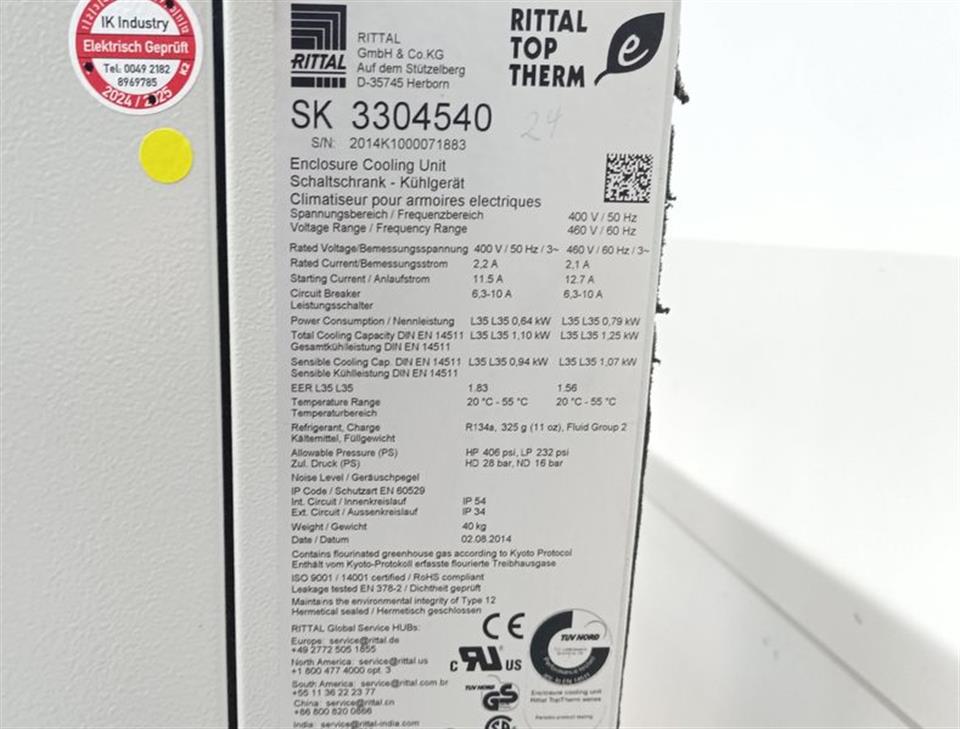 IK Industry
Elektrisch Geprüft
Tel: 0049 2182
8969785
2024/2025
RITTAL
RITTAL
GmbH & Co.KG
Auf dem Stützelberg
D-35745 Herborn
RITTAL
TOP
THERM
e
SK 3304540
24
S/N: 2014K1000071883
Enclosure Cooling Unit
Schaltschrank - Kühlgerät
Climatiseur pour armoires electriques
Spannungsbereich / Frequenzbereich 400 V / 50 Hz
Voltage Range / Frequency Range 460 V / 60 Hz
Rated Voltage/Bemessungsspannung 400 V / 50 Hz / 3~ 460 V / 60 Hz / 3~
Rated Current/Bemessungsstrom 2,2 A 2,1 A
Starting Current / Anlaufstrom 11.5 A 12.7 A
Circuit Breaker 6,3-10 A 6,3-10 A
Leistungsschalter
Power Consumption / Nennleistung L35 L35 0,64 kW L35 L35 0,79 kW
Total Cooling Capacity DIN EN 14511 L35 L35 1,10 kW L35 L35 1,25 kW
Gesamtkühlleistung DIN EN 14511
Sensible Cooling Cap. DIN EN 14511 L35 L35 0,94 kW L35 L35 1,07 kW
Sensible Kühlleistung DIN EN 14511
EER L35 L35 1.83 1.56
Temperature Range 20 °C - 55 °C 20 °C - 55 °C
Temperaturbereich
Refrigerant, Charge R134a, 325 g (11 oz), Fluid Group 2
Kältemittel, Füllgewicht
Allowable Pressure (PS) HP 406 psi, LP 232 psi
Zul. Druck (PS) HD 28 bar, ND 16 bar
Noise Level / Geräuschpegel
IP Code / Schutzart EN 60529
Int. Circuit / Innenkreislauf IP 54
Ext. Circuit / Aussenkreislauf IP 34
Weight / Gewicht 40 kg
Date / Datum 02.08.2014
Contains flourinated greenhouse gas according to Kyoto Protocol
Enthält vom Kyoto-Protokoll erfasste flourierte Treibhausgase
ISO 9001 / 14001 certified / RoHS compliant
Leakage tested EN 378-2 / Dichtheit geprüft
Maintains the environmental integrity of Type 12
Hermetical sealed / Hermetisch geschlossen
RITTAL Global Service HUBs:
Europe: service@rittal.de
+49 2772 505 1855
North America: service@rittal.us
+1 800 477 4000 opt. 3
South America: service@rittal.com.br
+55 11 36 22 23 77
China: service@rittal.cn
+86 800 820 0866
India: service@rittal-india.com
CE
c RU US
TÜV NORD
GS
TÜV NORD
EN 14511
Enclosure cooling unit
Rittal TopTherm series
Periodic product testing